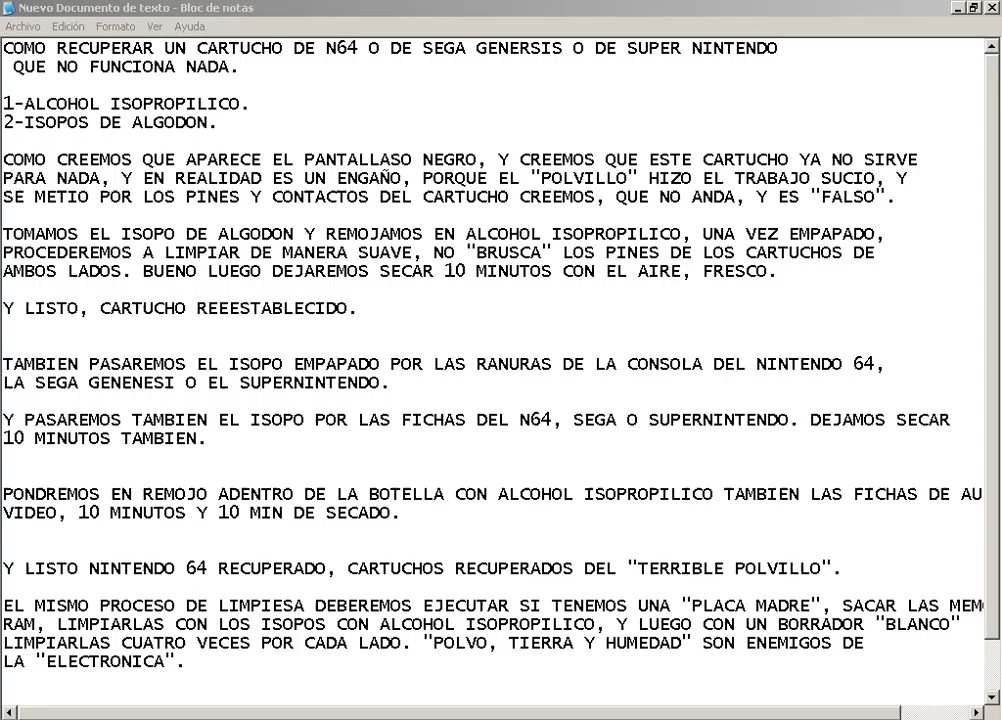 Nuevo Documento de texto - Bloc de notas
Archivo Edición Formato Ver Ayuda
COMO RECUPERAR UN CARTUCHO DE N64 O DE SEGA GENERSIS O DE SUPER NINTENDO
QUE NO FUNCIONA NADA.
1-ALCOHOL ISOPROPILICO.
2-ISOPOS DE ALGODON.
COMO CREEMOS QUE APARECE EL PANTALLASO NEGRO, Y CREEMOS QUE ESTE CARTUCHO YA NO SIRVE
PARA NADA, Y EN REALIDAD ES UN ENGAÑO, PORQUE EL "POLVILLO" HIZO EL TRABAJO SUCIO, Y
SE METIO POR LOS PINES Y CONTACTOS DEL CARTUCHO CREEMOS, QUE NO ANDA, Y ES "FALSO".
TOMAMOS EL ISOPO DE ALGODON Y REMOJAMOS EN ALCOHOL ISOPROPILICO, UNA VEZ EMPAPADO,
PROCEDEREMOS A LIMPIAR DE MANERA SUAVE, NO "BRUSCA" LOS PINES DE LOS CARTUCHOS DE
AMBOS LADOS. BUENO LUEGO DEJAREMOS SECAR 10 MINUTOS CON EL AIRE, FRESCO.
Y LISTO, CARTUCHO REEESTABLECIDO.
TAMBIEN PASAREMOS EL ISOPO EMPAPADO POR LAS RANURAS DE LA CONSOLA DEL NINTENDO 64,
LA SEGA GENENESI O EL SUPERNINTENDO.
Y PASAREMOS TAMBIEN EL ISOPO POR LAS FICHAS DEL N64, SEGA O SUPERNINTENDO. DEJAMOS SECAR
10 MINUTOS TAMBIEN.
PONDREMOS EN REMOJO ADENTRO DE LA BOTELLA CON ALCOHOL ISOPROPILICO TAMBIEN LAS FICHAS DE AU
VIDEO, 10 MINUTOS Y 10 MIN DE SECADO.
Y LISTO NINTENDO 64 RECUPERADO, CARTUCHOS RECUPERADOS DEL "TERRIBLE POLVILLO".
EL MISMO PROCESO DE LIMPIESA DEBEREMOS EJECUTAR SI TENEMOS UNA "PLACA MADRE", SACAR LAS MEM
RAM, LIMPIARLAS CON LOS ISOPOS CON ALCOHOL ISOPROPILICO, Y LUEGO CON UN BORRADOR "BLANCO"
LIMPIARLAS CUATRO VECES POR CADA LADO. "POLVO, TIERRA Y HUMEDAD" SON ENEMIGOS DE
LA "ELECTRONICA".